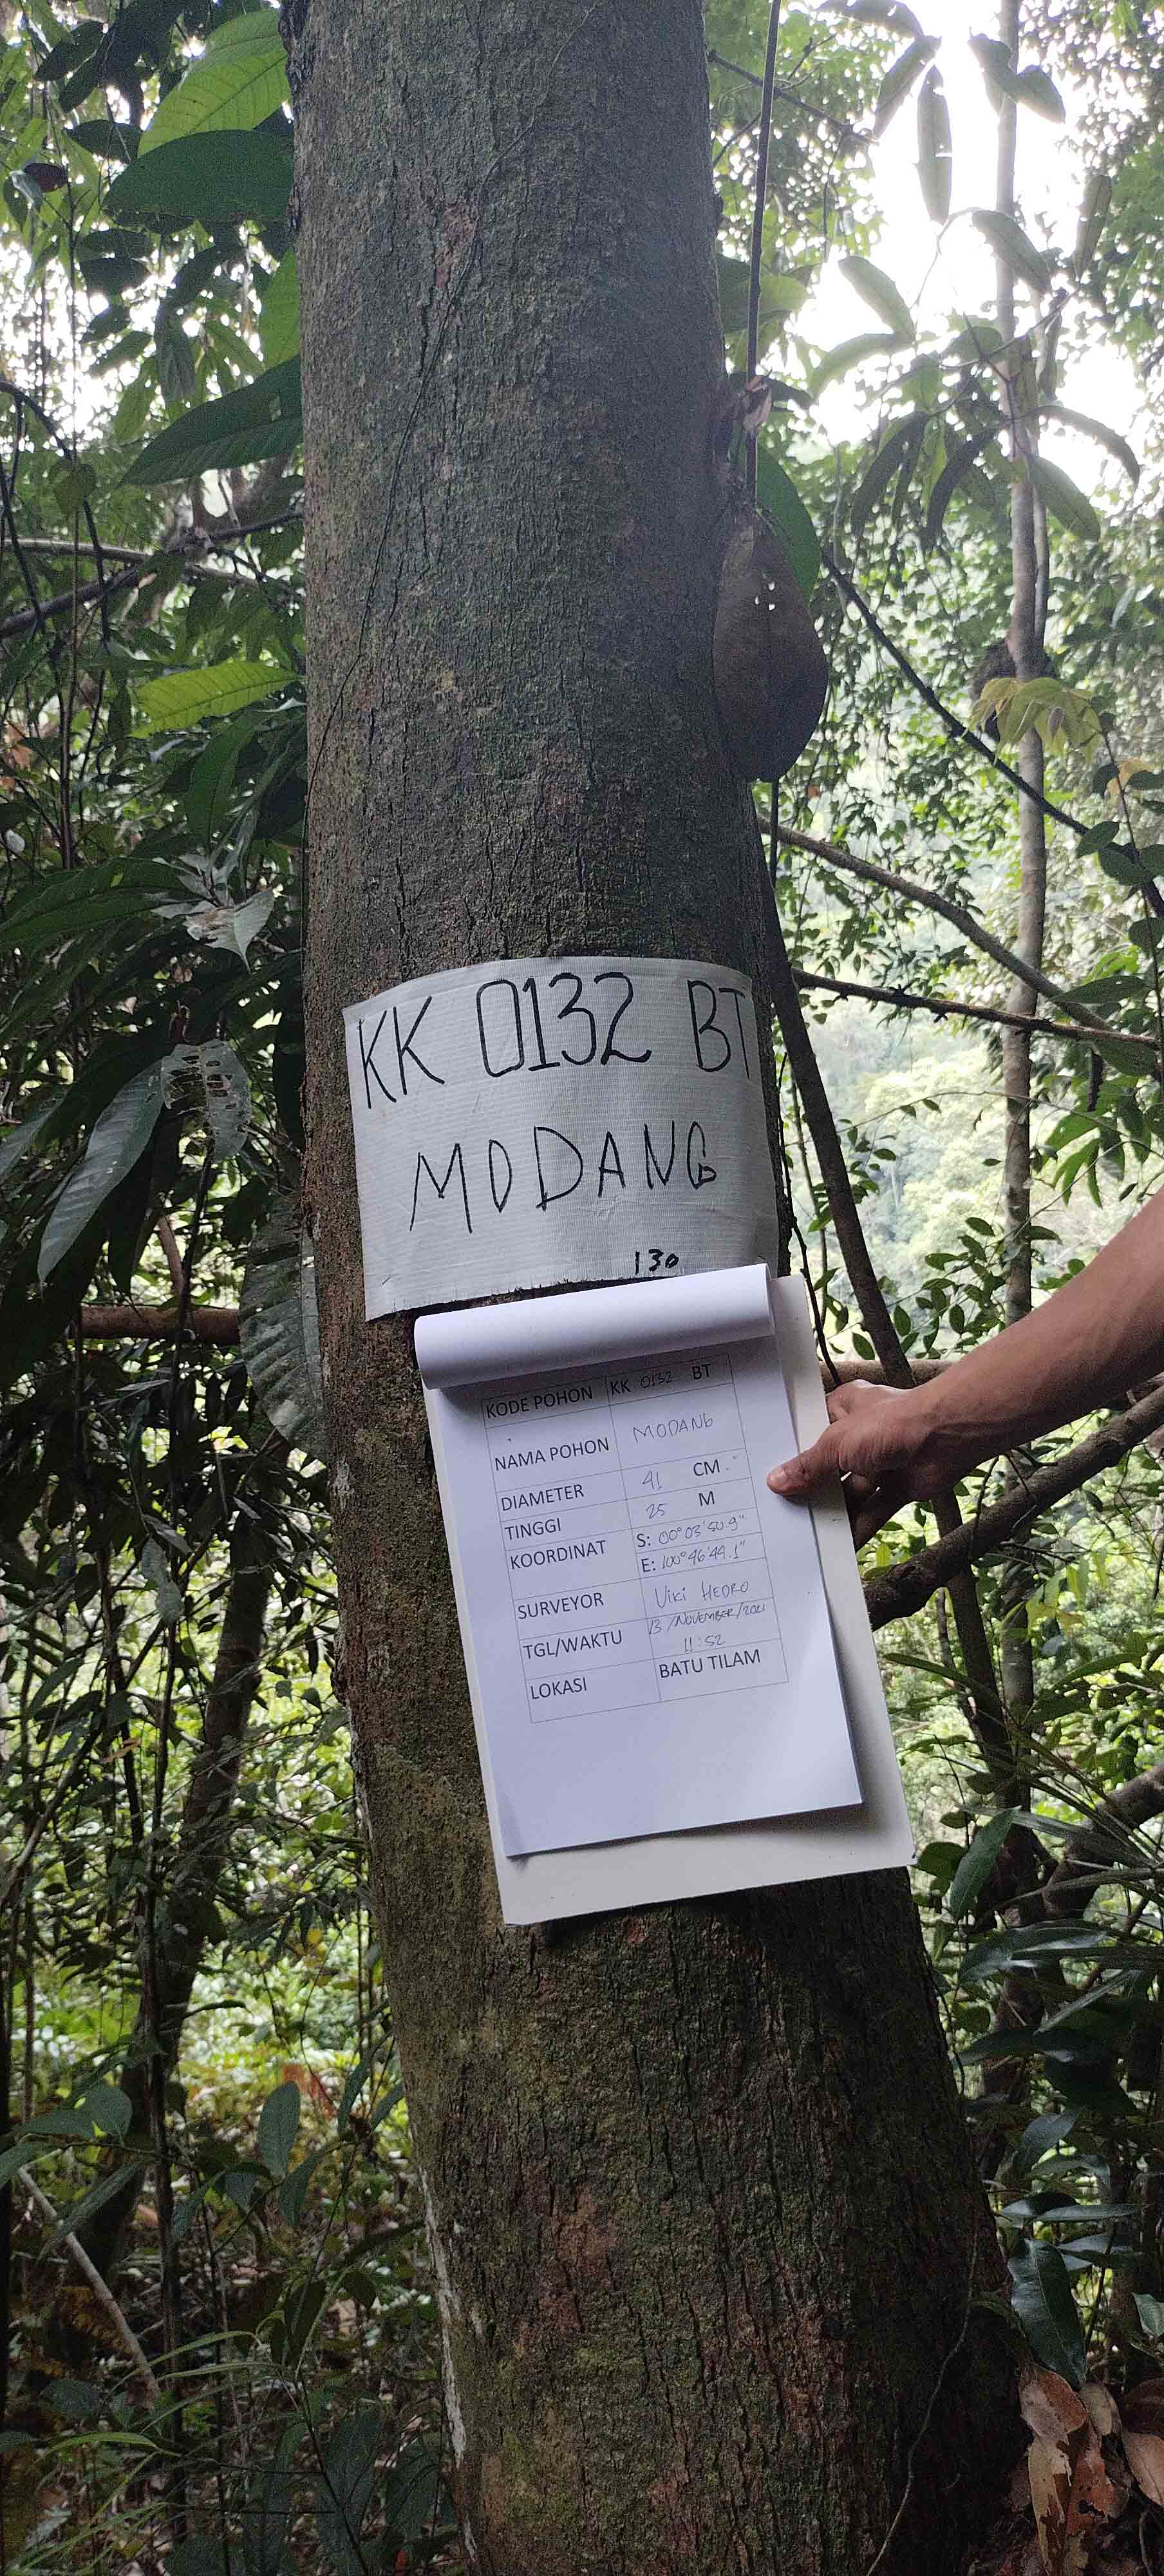 KK 0132 BT
MODANG
130
KODE POHON KK 0132 BT
NAMA POHON MODANG
DIAMETER 41 CM
TINGGI 25 M
KOORDINAT S: 00°03'50.9"
E: 100°46'49.1"
SURVEYOR Viki HEDRO
TGL/WAKTU 13/NOVEMBER/2021
11:52
LOKASI BATU TILAM